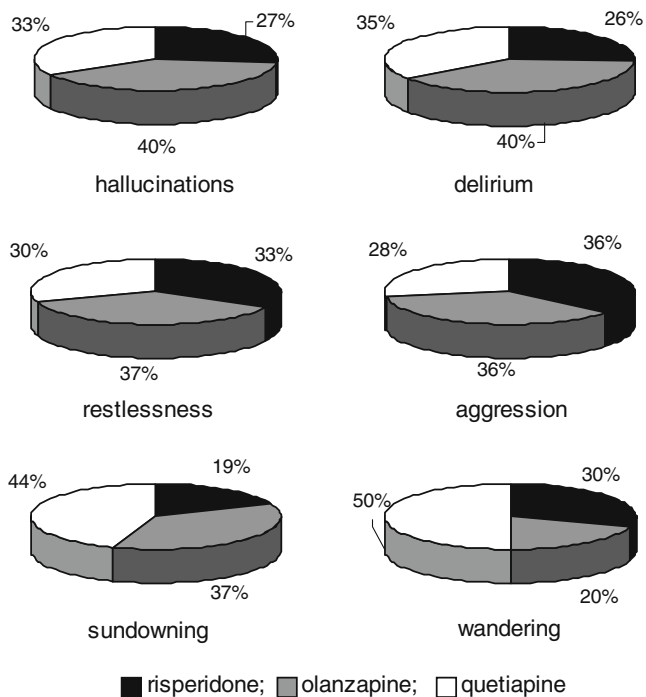 33% 27% 35% 26%
40% 40%
hallucinations delirium
30% 33% 28% 36%
37% 36%
restlessness aggression
44% 19% 50% 30%
37% 20%
sundowning wandering
risperidone; olanzapine; quetiapine